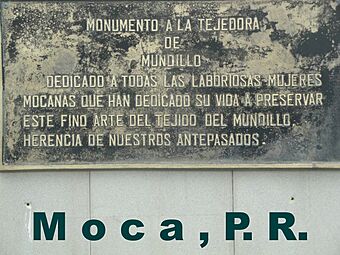 MONUMENTO A LA TEJEDORA
DE
MUNDILLO
DEDICADO A TODAS LAS LABORIOSAS MUJERES
MOCANAS QUE HAN DEDICADO SU VIDA A PRESERVAR
ESTE FINO ARTE DEL TEJIDO DEL MUNDILLO,
HERENCIA DE NUESTROS ANTEPASADOS.
Moca, P. R.